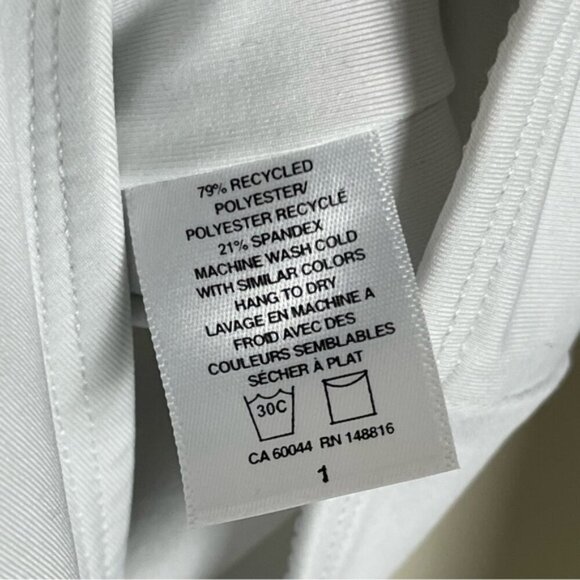 79% RECYCLED
POLYESTER/
POLYESTER RECYCLÉ
21% SPANDEX
MACHINE WASH COLD
WITH SIMILAR COLORS
HANG TO DRY
LAVAGE EN MACHINE A
FROID AVEC DES
COULEURS SEMBLABLES
SÉCHER À PLAT
30C
CA 60044 RN 148816
1